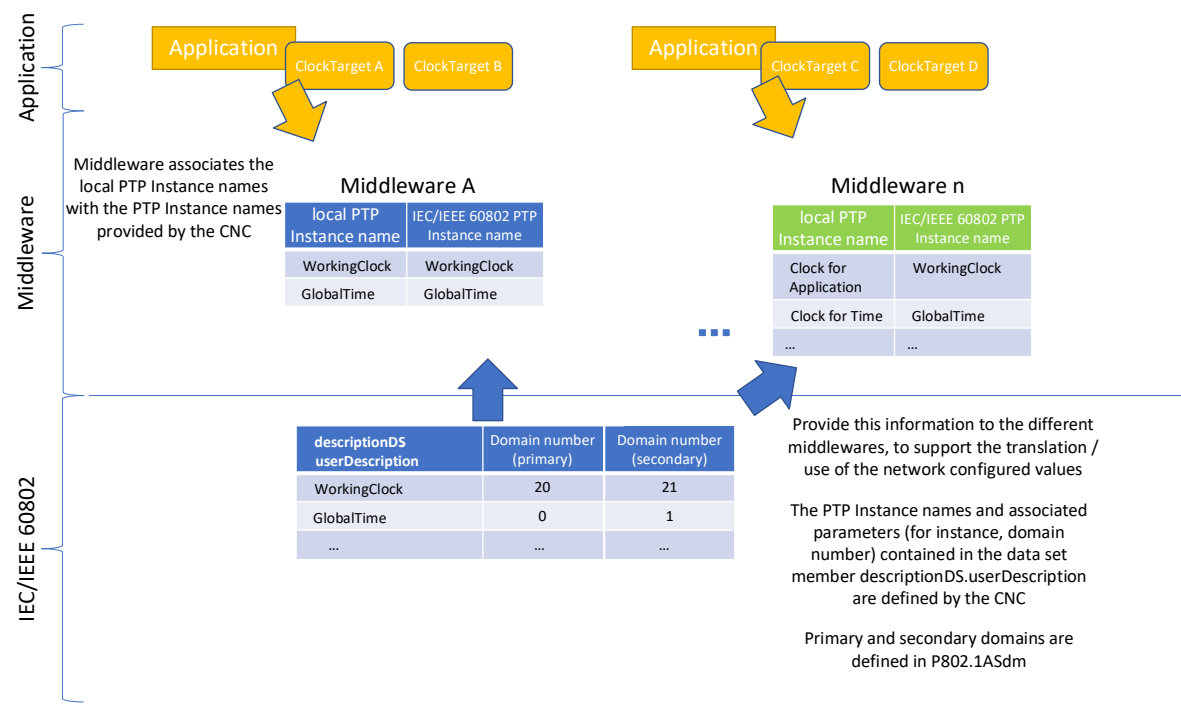 Application
Application
ClockTarget A
ClockTarget B
Application
ClockTarget C
ClockTarget D
Middleware
Middleware associates the
local PTP Instance names
with the PTP Instance names
provided by the CNC
Middleware A
local PTP
Instance name
IEC/IEEE 60802 PTP
Instance name
WorkingClock
WorkingClock
GlobalTime
GlobalTime
...
Middleware n
local PTP
Instance name
IEC/IEEE 60802 PTP
Instance name
Clock for
Application
WorkingClock
Clock for Time
GlobalTime
...
...
IEC/IEEE 60802
descriptionDS
userDescription
Domain number
(primary)
Domain number
(secondary)
WorkingClock
20
21
GlobalTime
0
1
...
...
...
Provide this information to the different
middlewares, to support the translation /
use of the network configured values
The PTP Instance names and associated
parameters (for instance, domain
number) contained in the data set
member descriptionDS.userDescription
are defined by the CNC
Primary and secondary domains are
defined in P802.1ASdm